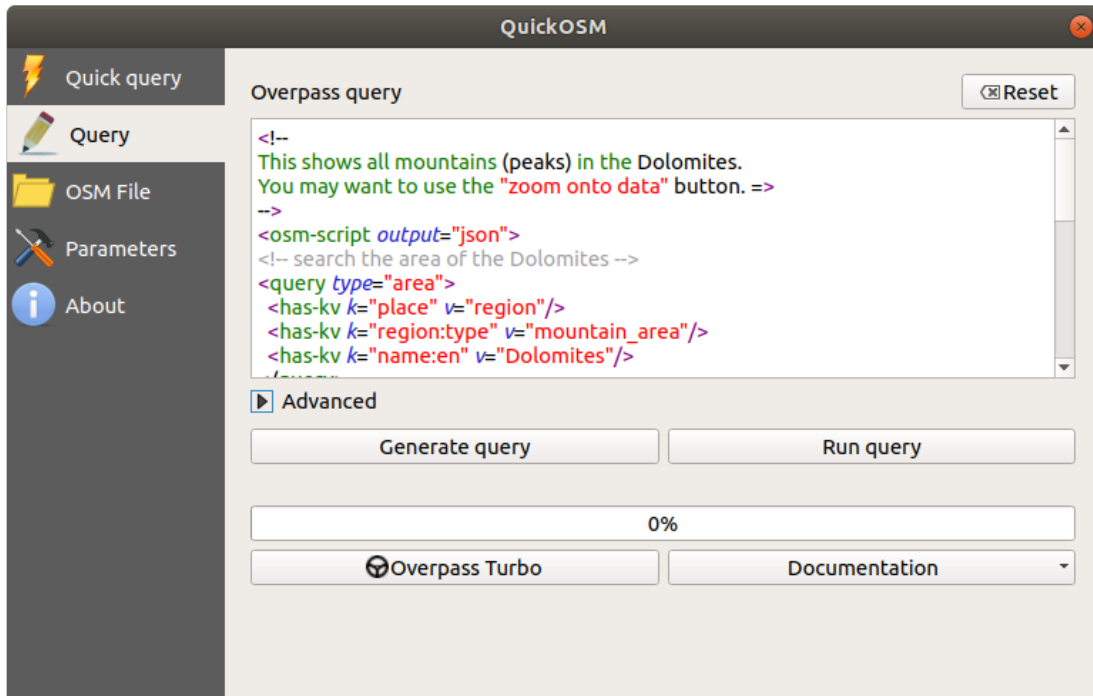 QuickOSM
Quick query
Query
OSM File
Parameters
About
Overpass query
Reset
<!--
This shows all mountains (peaks) in the Dolomites.
You may want to use the "zoom onto data" button. =>
-->
<osm-script output="json">
<!-- search the area of the Dolomites -->
<query type="area">
<has-kv k="place" v="region"/>
<has-kv k="region:type" v="mountain_area"/>
<has-kv k="name:en" v="Dolomites"/>
Advanced
Generate query
Run query
0%
Overpass Turbo
Documentation